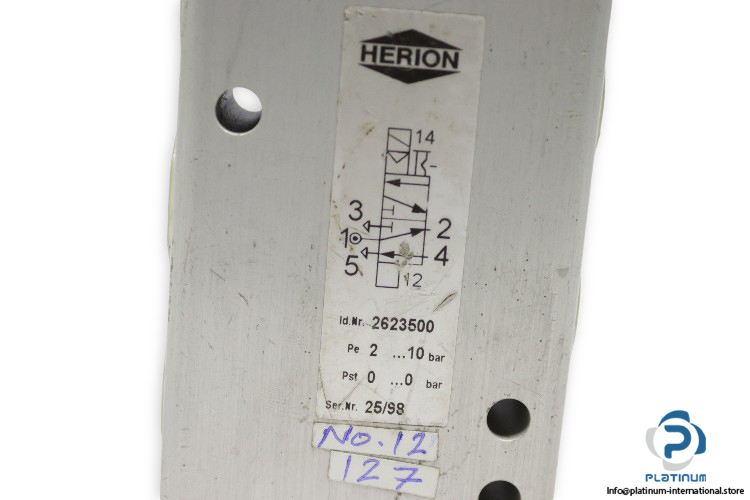 HERION
14
3
1
2
5
4
12
Id.Nr. 2623500
Pe 2 ...10 bar
Pst 0 ...0 bar
Ser.Nr. 25/98
No.12
127
PLATINUM
INTERNATIONAL
Info@platinum-international.store